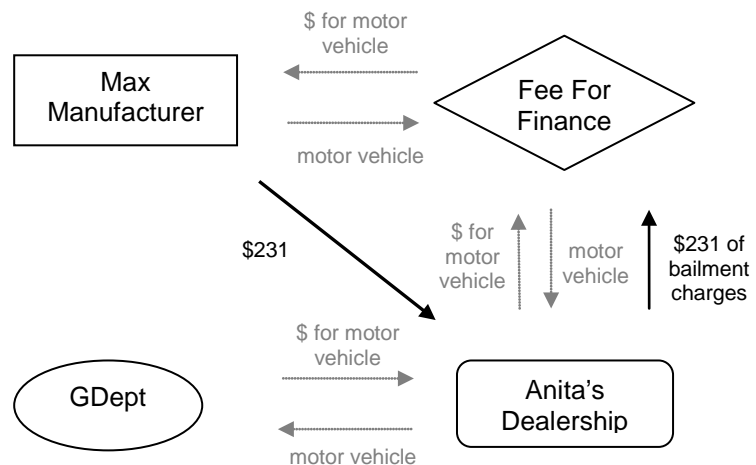 $ for motor
vehicle
Max
Manufacturer
Fee For
Finance
motor vehicle
$231
$ for
motor
vehicle
motor
vehicle
$231 of
bailment
charges
$ for motor
vehicle
GDept
Anita's
Dealership
motor vehicle